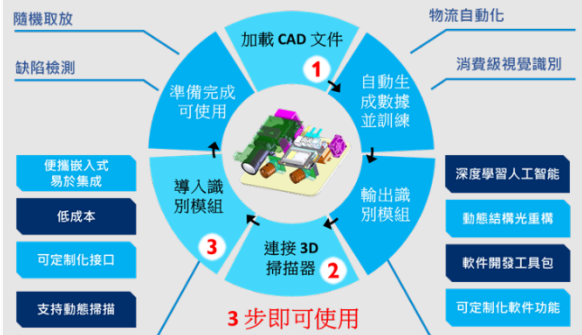 隨機取放
物流自動化
缺陷檢測
消費級視覺識別
加載 CAD 文件
1
自動生
成數據
並訓練
輸出識
別模組
連接 3D
掃描器
2
導入識
別模組
3
準備完成
可使用
便攜嵌入式
易於集成
低成本
可定制化接口
支持動態掃描
深度學習人工智能
動態結構光重構
軟件開發工具包
可定制化軟件功能
3 步即可使用